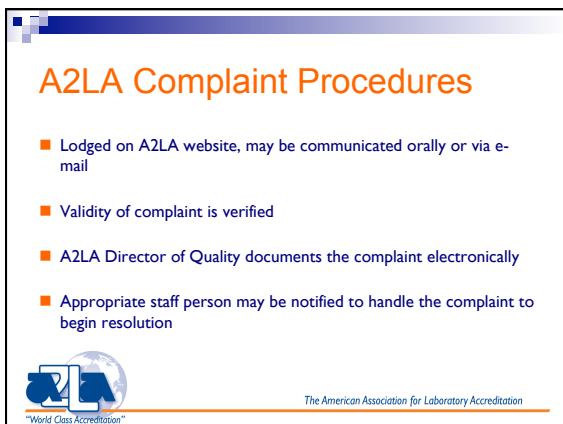 A2LA Complaint Procedures
Lodged on A2LA website, may be communicated orally or via e-
mail
Validity of complaint is verified
A2LA Director of Quality documents the complaint electronically
Appropriate staff person may be notified to handle the complaint to
begin resolution
A2LA
The American Association for Laboratory Accreditation
"World Class Accreditation"